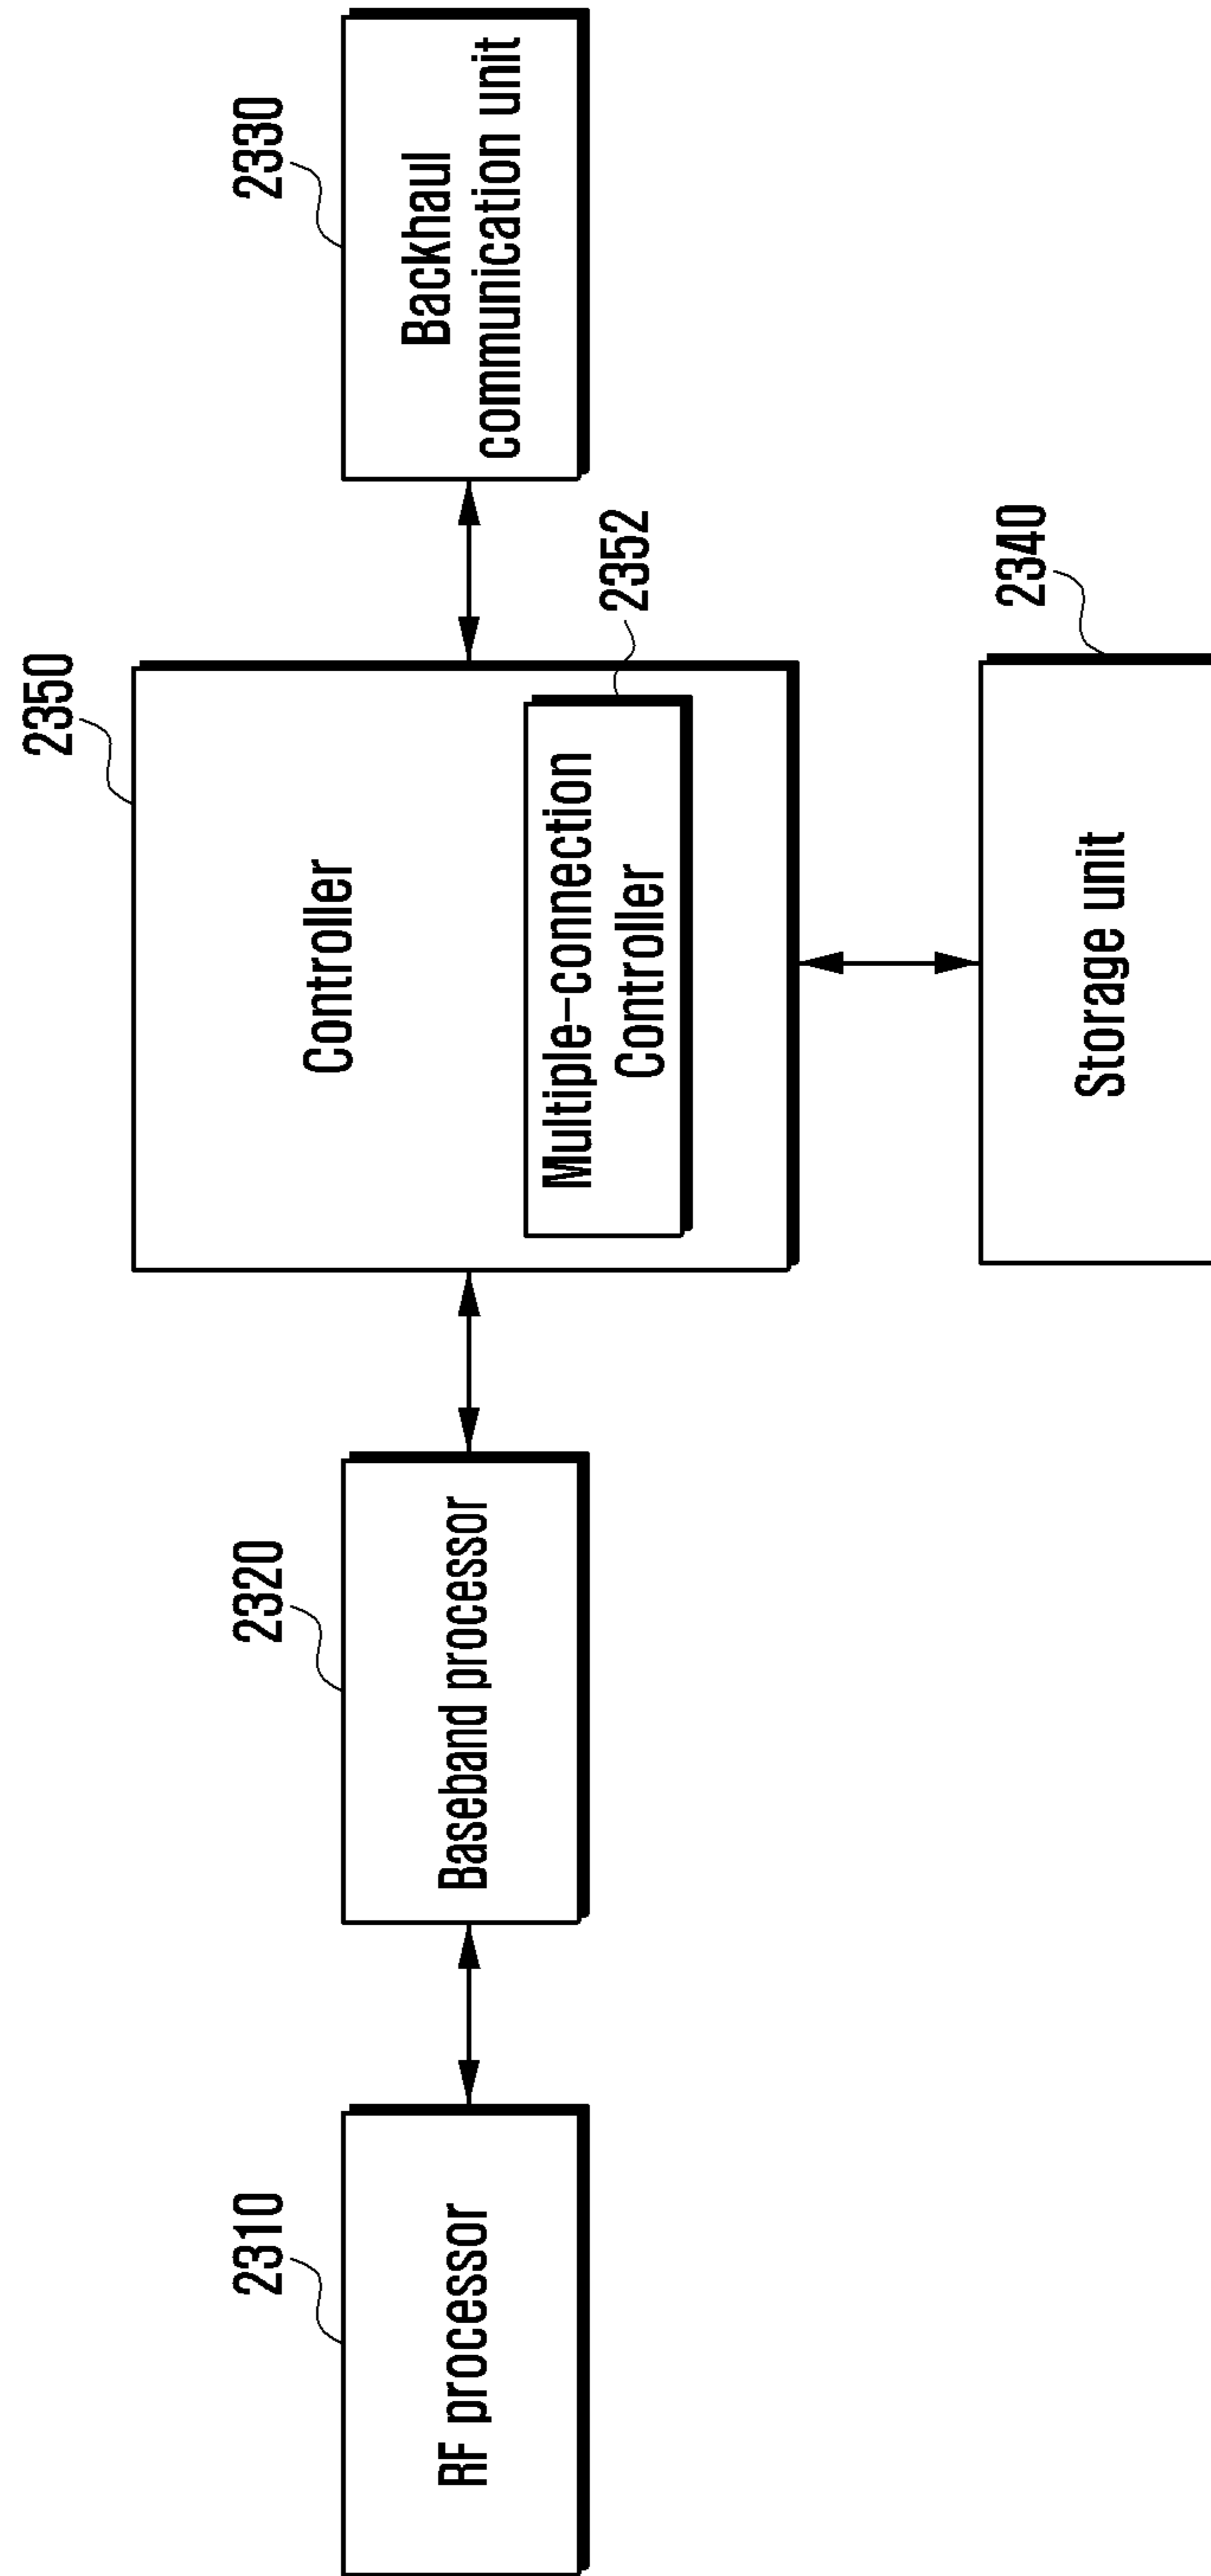 2350
Controller
2310
RF processor
2320
Baseband processor
2330
Backhaul
communication unit
Multiple-connection
Controller
2352
2340
Storage unit